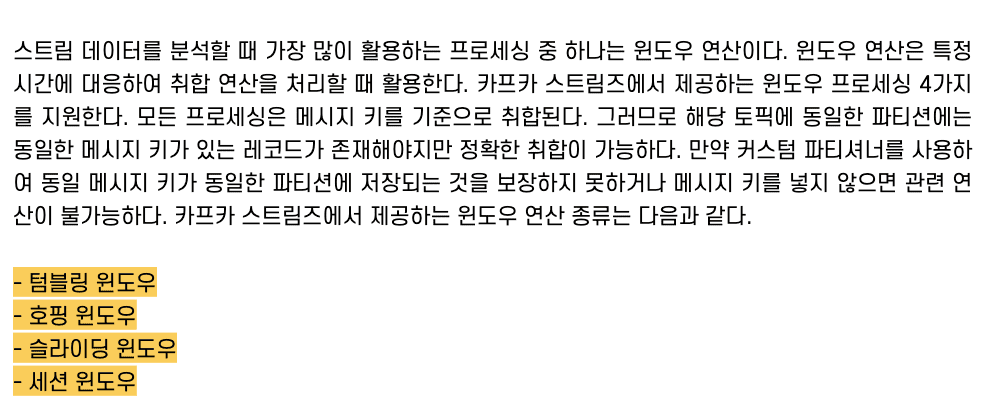 스트림 데이터를 분석할 때 가장 많이 활용하는 프로세싱 중 하나는 윈도우 연산이다. 윈도우 연산은 특정
시간에 대응하여 취합 연산을 처리할 때 활용한다. 카프카 스트림즈에서 제공하는 윈도우 프로세싱 4가지
를 지원한다. 모든 프로세싱은 메시지 키를 기준으로 취합된다. 그러므로 해당 토픽에 동일한 파티션에는
동일한 메시지 키가 있는 레코드가 존재해야지만 정확한 취합이 가능하다. 만약 커스텀 파티셔너를 사용하
여 동일 메시지 키가 동일한 파티션에 저장되는 것을 보장하지 못하거나 메시지 키를 넣지 않으면 관련 연
산이 불가능하다. 카프카 스트림즈에서 제공하는 윈도우 연산 종류는 다음과 같다.
- 텀블링 윈도우
- 호핑 윈도우
- 슬라이딩 윈도우
- 세션 윈도우